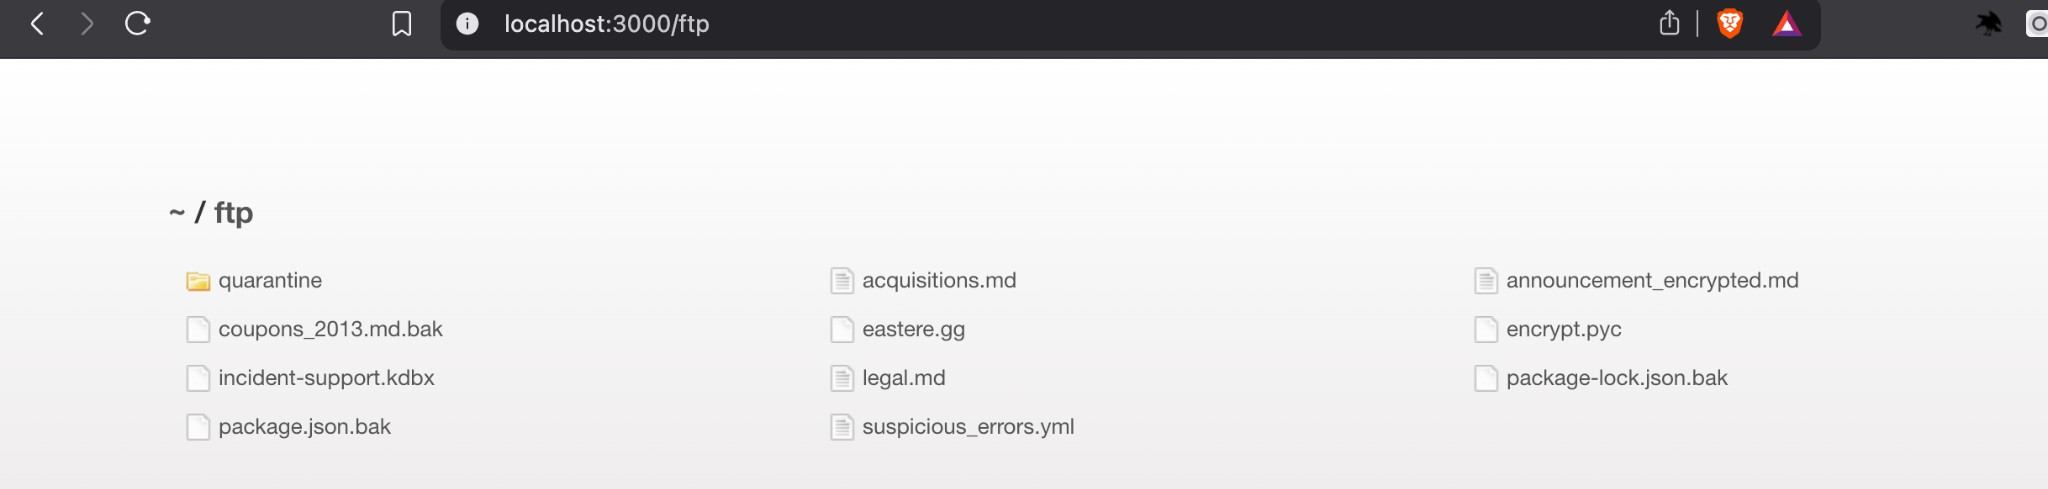 localhost:3000/ftp
~ / ftp
quarantine acquisitions.md announcement_encrypted.md
coupons_2013.md.bak eastere.gg encrypt.pyc
incident-support.kdbx legal.md package-lock.json.bak
package.json.bak suspicious_errors.yml